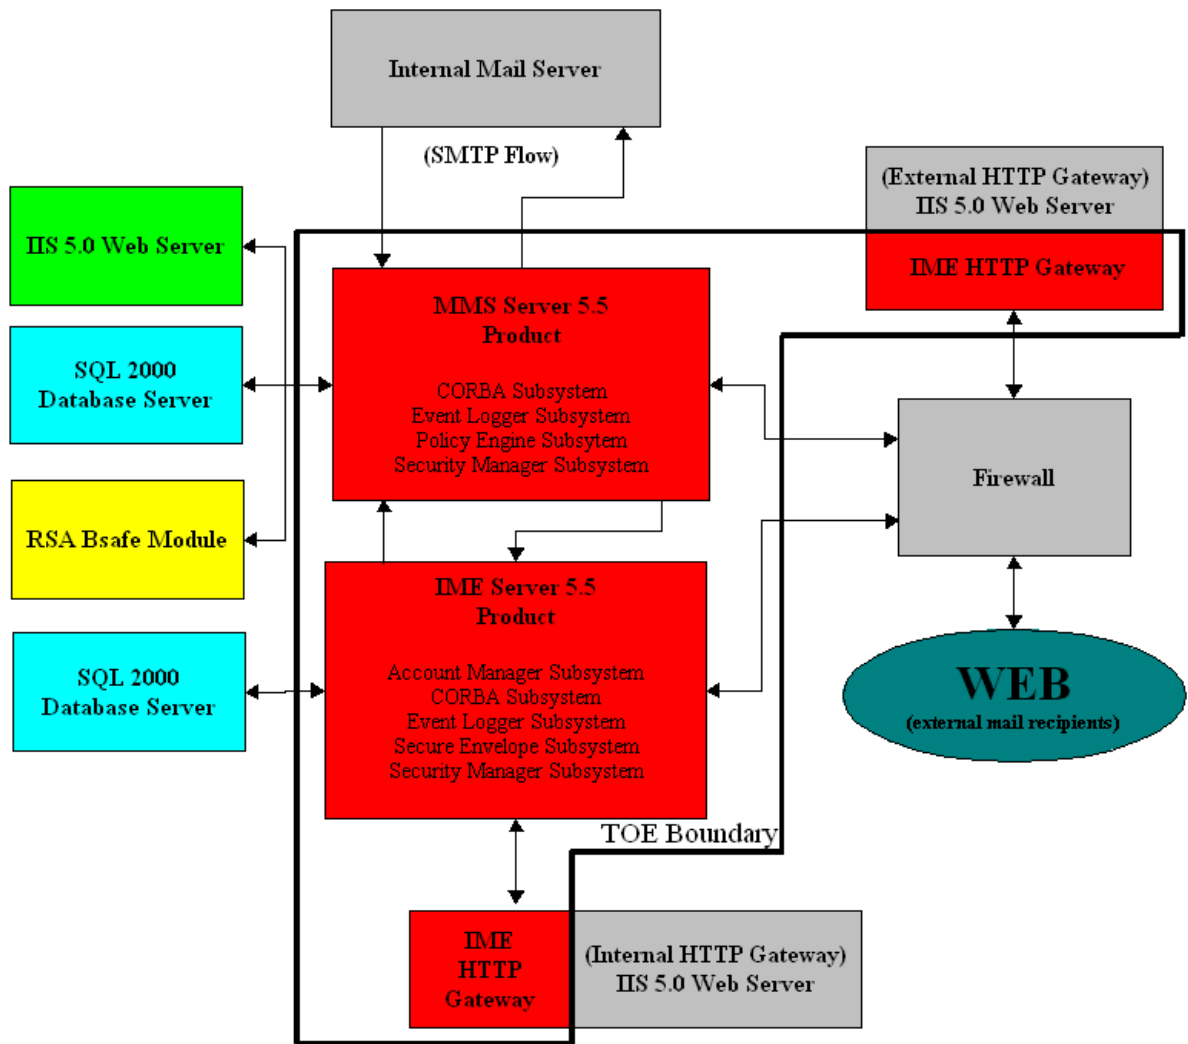 Internal Mail Server
(SMTP Flow)
(External HTTP Gateway)
IIS 5.0 Web Server
IME HTTP Gateway
IIS 5.0 Web Server
MMS Server 5.5
Product
CORBA Subsystem
Event Logger Subsystem
Policy Engine Subsytem
Security Manager Subsystem
SQL 2000
Database Server
Firewall
RSA Bsafe Module
IME Server 5.5
Product
Account Manager Subsystem
CORBA Subsystem
Event Logger Subsystem
Secure Envelope Subsystem
Security Manager Subsystem
SQL 2000
Database Server
WEB
(external mail recipients)
TOE Boundary
IME
HTTP
Gateway
(Internal HTTP Gateway)
IIS 5.0 Web Server